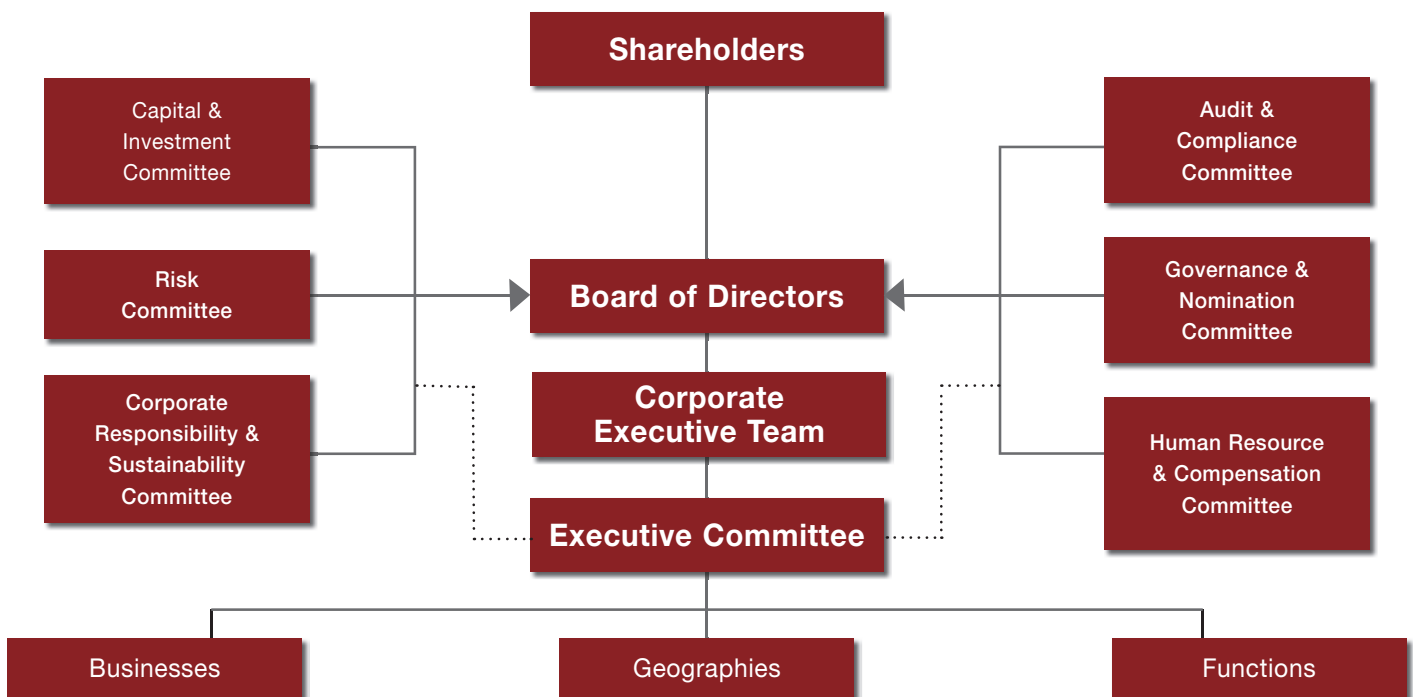 Shareholders
Capital &
Investment
Committee
Audit &
Compliance
Committee
Risk
Committee
Board of Directors
Governance &
Nomination
Committee
Corporate
Responsibility &
Sustainability
Committee
Corporate
Executive Team
Human Resource
& Compensation
Committee
Executive Committee
Businesses
Geographies
Functions